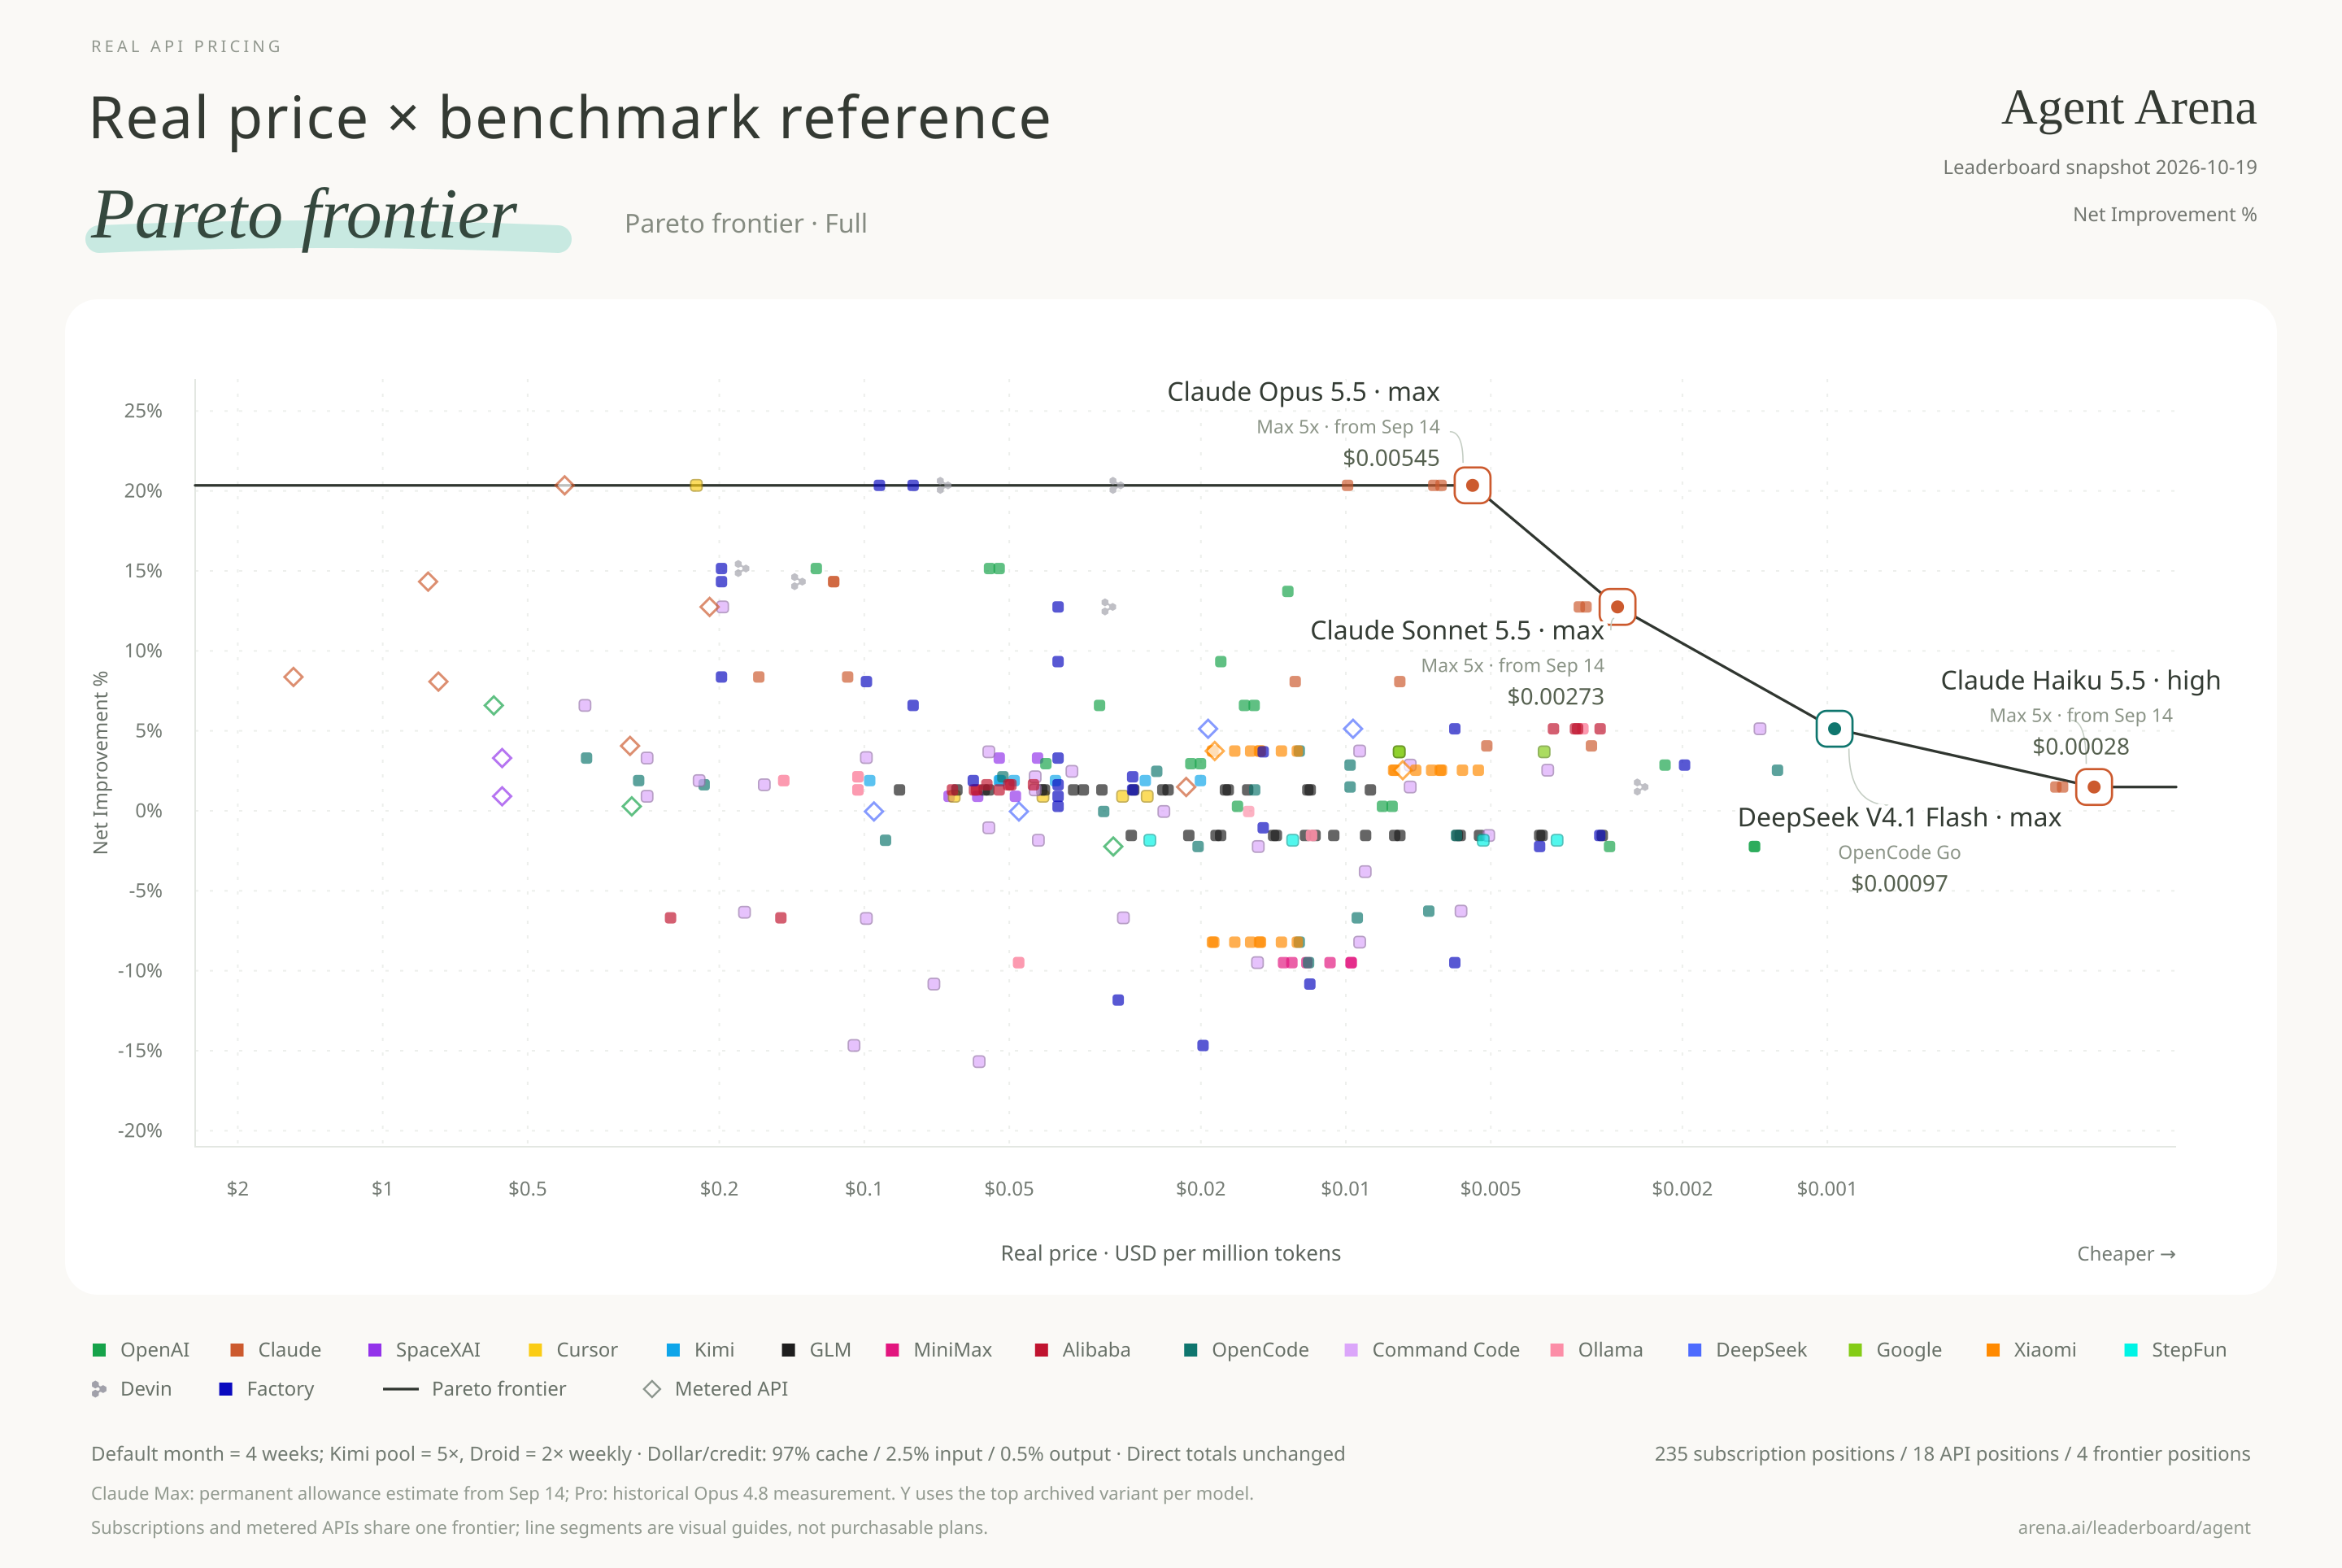 REAL API PRICING
Real price × benchmark reference
Pareto frontier
Pareto frontier · Full
Agent Arena
Leaderboard snapshot 2026-10-19
Net Improvement %
Claude Opus 5.5 · max
Max 5x · from Sep 14
$0.00545
Claude Sonnet 5.5 · max
Max 5x · from Sep 14
$0.00273
Claude Haiku 5.5 · high
Max 5x · from Sep 14
$0.00028
DeepSeek V4.1 Flash · max
OpenCode Go
$0.00097
Net Improvement %
25%
20%
15%
10%
5%
0%
-5%
-10%
-15%
-20%
$2 $1 $0.5 $0.2 $0.1 $0.05 $0.02 $0.01 $0.005 $0.002 $0.001
Real price · USD per million tokens
Cheaper →
OpenAI Claude SpaceXAI Cursor Kimi GLM MiniMax Alibaba OpenCode Command Code Ollama DeepSeek Google Xiaomi StepFun
Devin Factory Pareto frontier Metered API
Default month = 4 weeks; Kimi pool = 5×, Droid = 2× weekly · Dollar/credit: 97% cache / 2.5% input / 0.5% output · Direct totals unchanged
235 subscription positions / 18 API positions / 4 frontier positions
Claude Max: permanent allowance estimate from Sep 14; Pro: historical Opus 4.8 measurement. Y uses the top archived variant per model.
Subscriptions and metered APIs share one frontier; line segments are visual guides, not purchasable plans.
arena.ai/leaderboard/agent